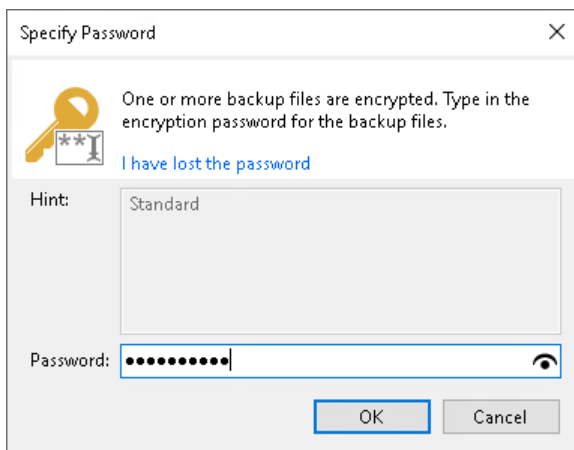 Specify Password
One or more backup files are encrypted. Type in the
encryption password for the backup files.
I have lost the password
Hint:
Standard
Password: ••••••••••
OK
Cancel